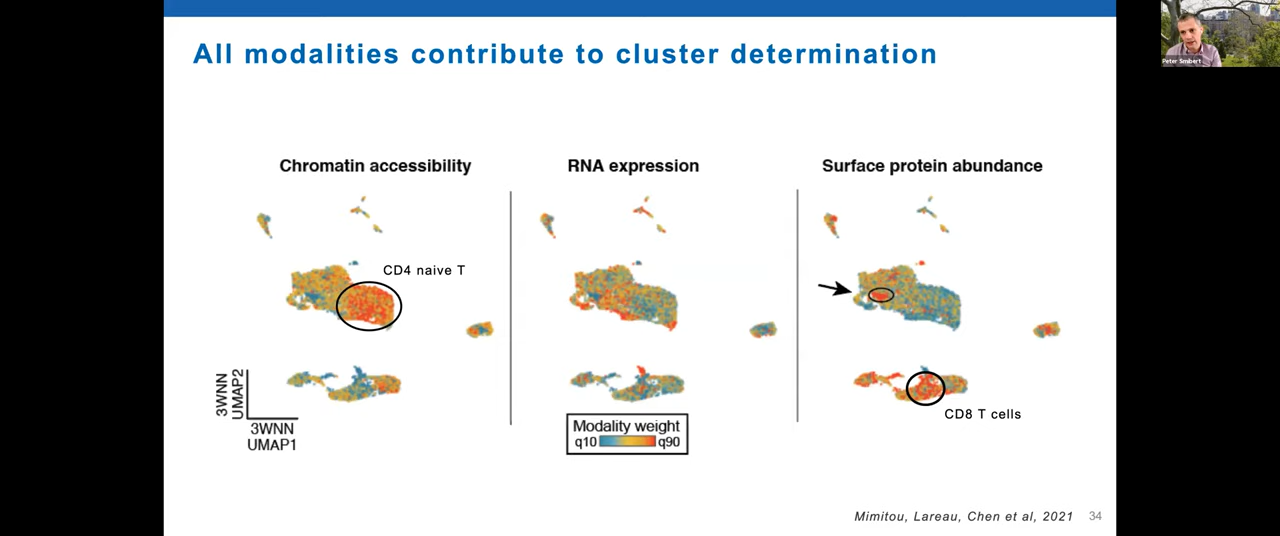 All modalities contribute to cluster determination
Peter Smibert
Chromatin accessibility
RNA expression
Surface protein abundance
CD4 naive T
3WNN
UMAP2
3WNN
UMAP1
Modality weight
q10 q90
CD8 T cells
Mimitou, Lareau, Chen et al, 2021 34